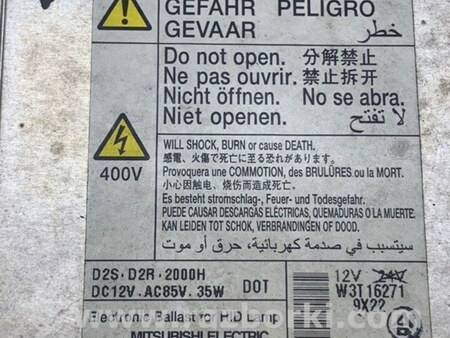 GEFAHR PELIGRO
GEVAAR خطر
Do not open. 分解禁止
Ne pas ouvrir. 禁止拆开
Nicht öffnen. No se abra.
Niet openen. لا تفتح
400V
WILL SHOCK, BURN or cause DEATH.
感電、火傷で死亡に至る恐れがあります。
Provoquera une COMMOTION, des BRULÛRES ou la MORT.
小心因触电、烧伤而造成死亡。
Es besteht stromschlag-, Feuer- und Todesgefahr.
PUEDE CAUSAR DESCARGAS ELÉCTRICAS, QUEMADURAS O LA MUERTE
KAN LEIDEN TOT SCHOK, VERBRANDING OF DOOD.
سيتسبب في صدمة كهربائية، حرق أو موت
D2S·D2R·2000H
DC12V·AC85V·35W DOT
12V 24V
W3T16271
9X22
Electronic Ballast for HID Lamp
MITSUBISHI ELECTRIC